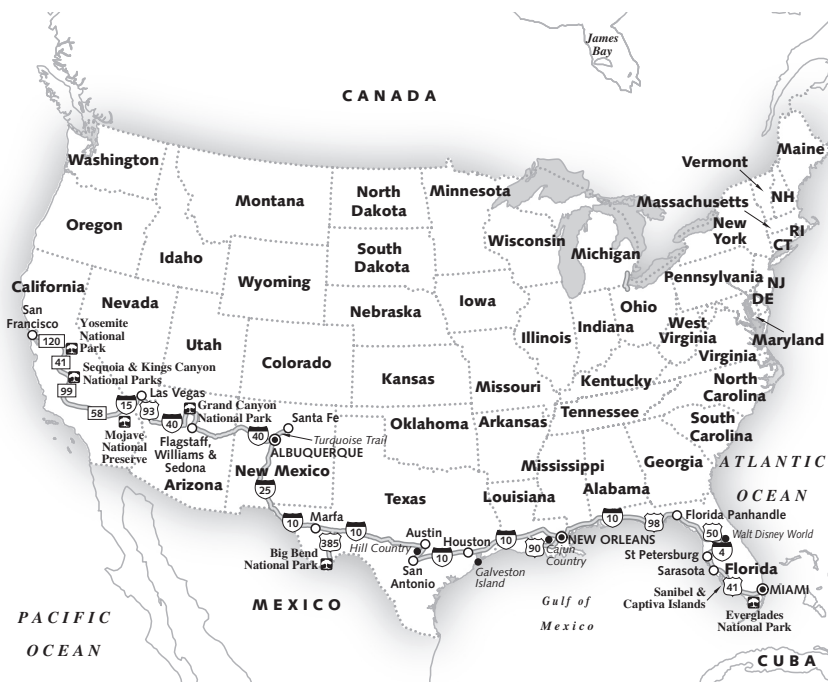 James
Bay
CANADA
Washington
Montana
North
Dakota
Minnesota
Maine
Vermont
NH
Massachusetts
New
York
RI
CT
Oregon
Idaho
South
Dakota
Wisconsin
Michigan
Wyoming
California
Nevada
Nebraska
Iowa
Pennsylvania
NJ
DE
Ohio
Indiana
Illinois
West
Virginia
Maryland
Virginia
San
Francisco
120
Yosemite
National
Park
41
Sequoia & Kings Canyon
National Parks
99
58
Utah
Colorado
Kansas
Missouri
Kentucky
North
Carolina
Tennessee
South
Carolina
15
Las Vegas
93
Grand Canyon
National Park
40
Mojave
National
Preserve
Flagstaff,
Williams &
Sedona
Santa Fe
40
Turquoise Trail
ALBUQUERQUE
Oklahoma
Arkansas
Arizona
New Mexico
25
Mississippi
Georgia
ATLANTIC
OCEAN
Texas
Louisiana
Alabama
10
Marfa
385
Big Bend
National Park
10
Austin
Hill Country
San
Antonio
10
Houston
Galveston
Island
10
90
NEW ORLEANS
Cajun
Country
10
98
Florida Panhandle
50
Walt Disney World
4
St Petersburg
Sarasota
Florida
Sanibel &
Captiva Islands
41
MIAMI
Everglades
National Park
MEXICO
Gulf of
Mexico
PACIFIC
OCEAN
CUBA